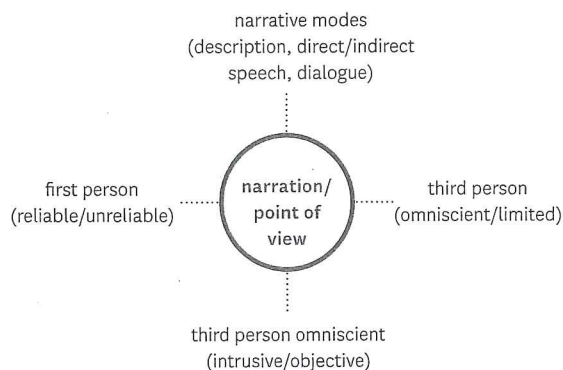 narrative modes
(description, direct/indirect
speech, dialogue)
first person
(reliable/unreliable)
narration/
point of
view
third person
(omniscient/limited)
third person omniscient
(intrusive/objective)